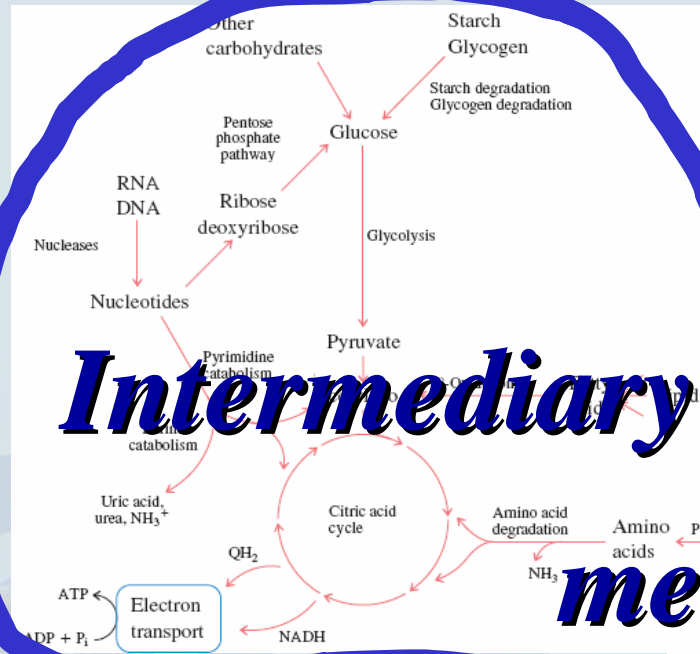 Other
carbohydrates
Starch
Glycogen
Starch degradation
Glycogen degradation
Pentose
phosphate
pathway
Glucose
RNA
DNA
Ribose
deoxyribose
Nucleases
Glycolysis
Nucleotides
Pyruvate
Pyrimidine
catabolism
Intermediary
catabolism
Uric acid,
urea, NH₃⁺
Citric acid
cycle
Amino acid
degradation
Amino
acids
P
NH₃
me
QH₂
ATP
Electron
transport
ADP + Pᵢ
NADH